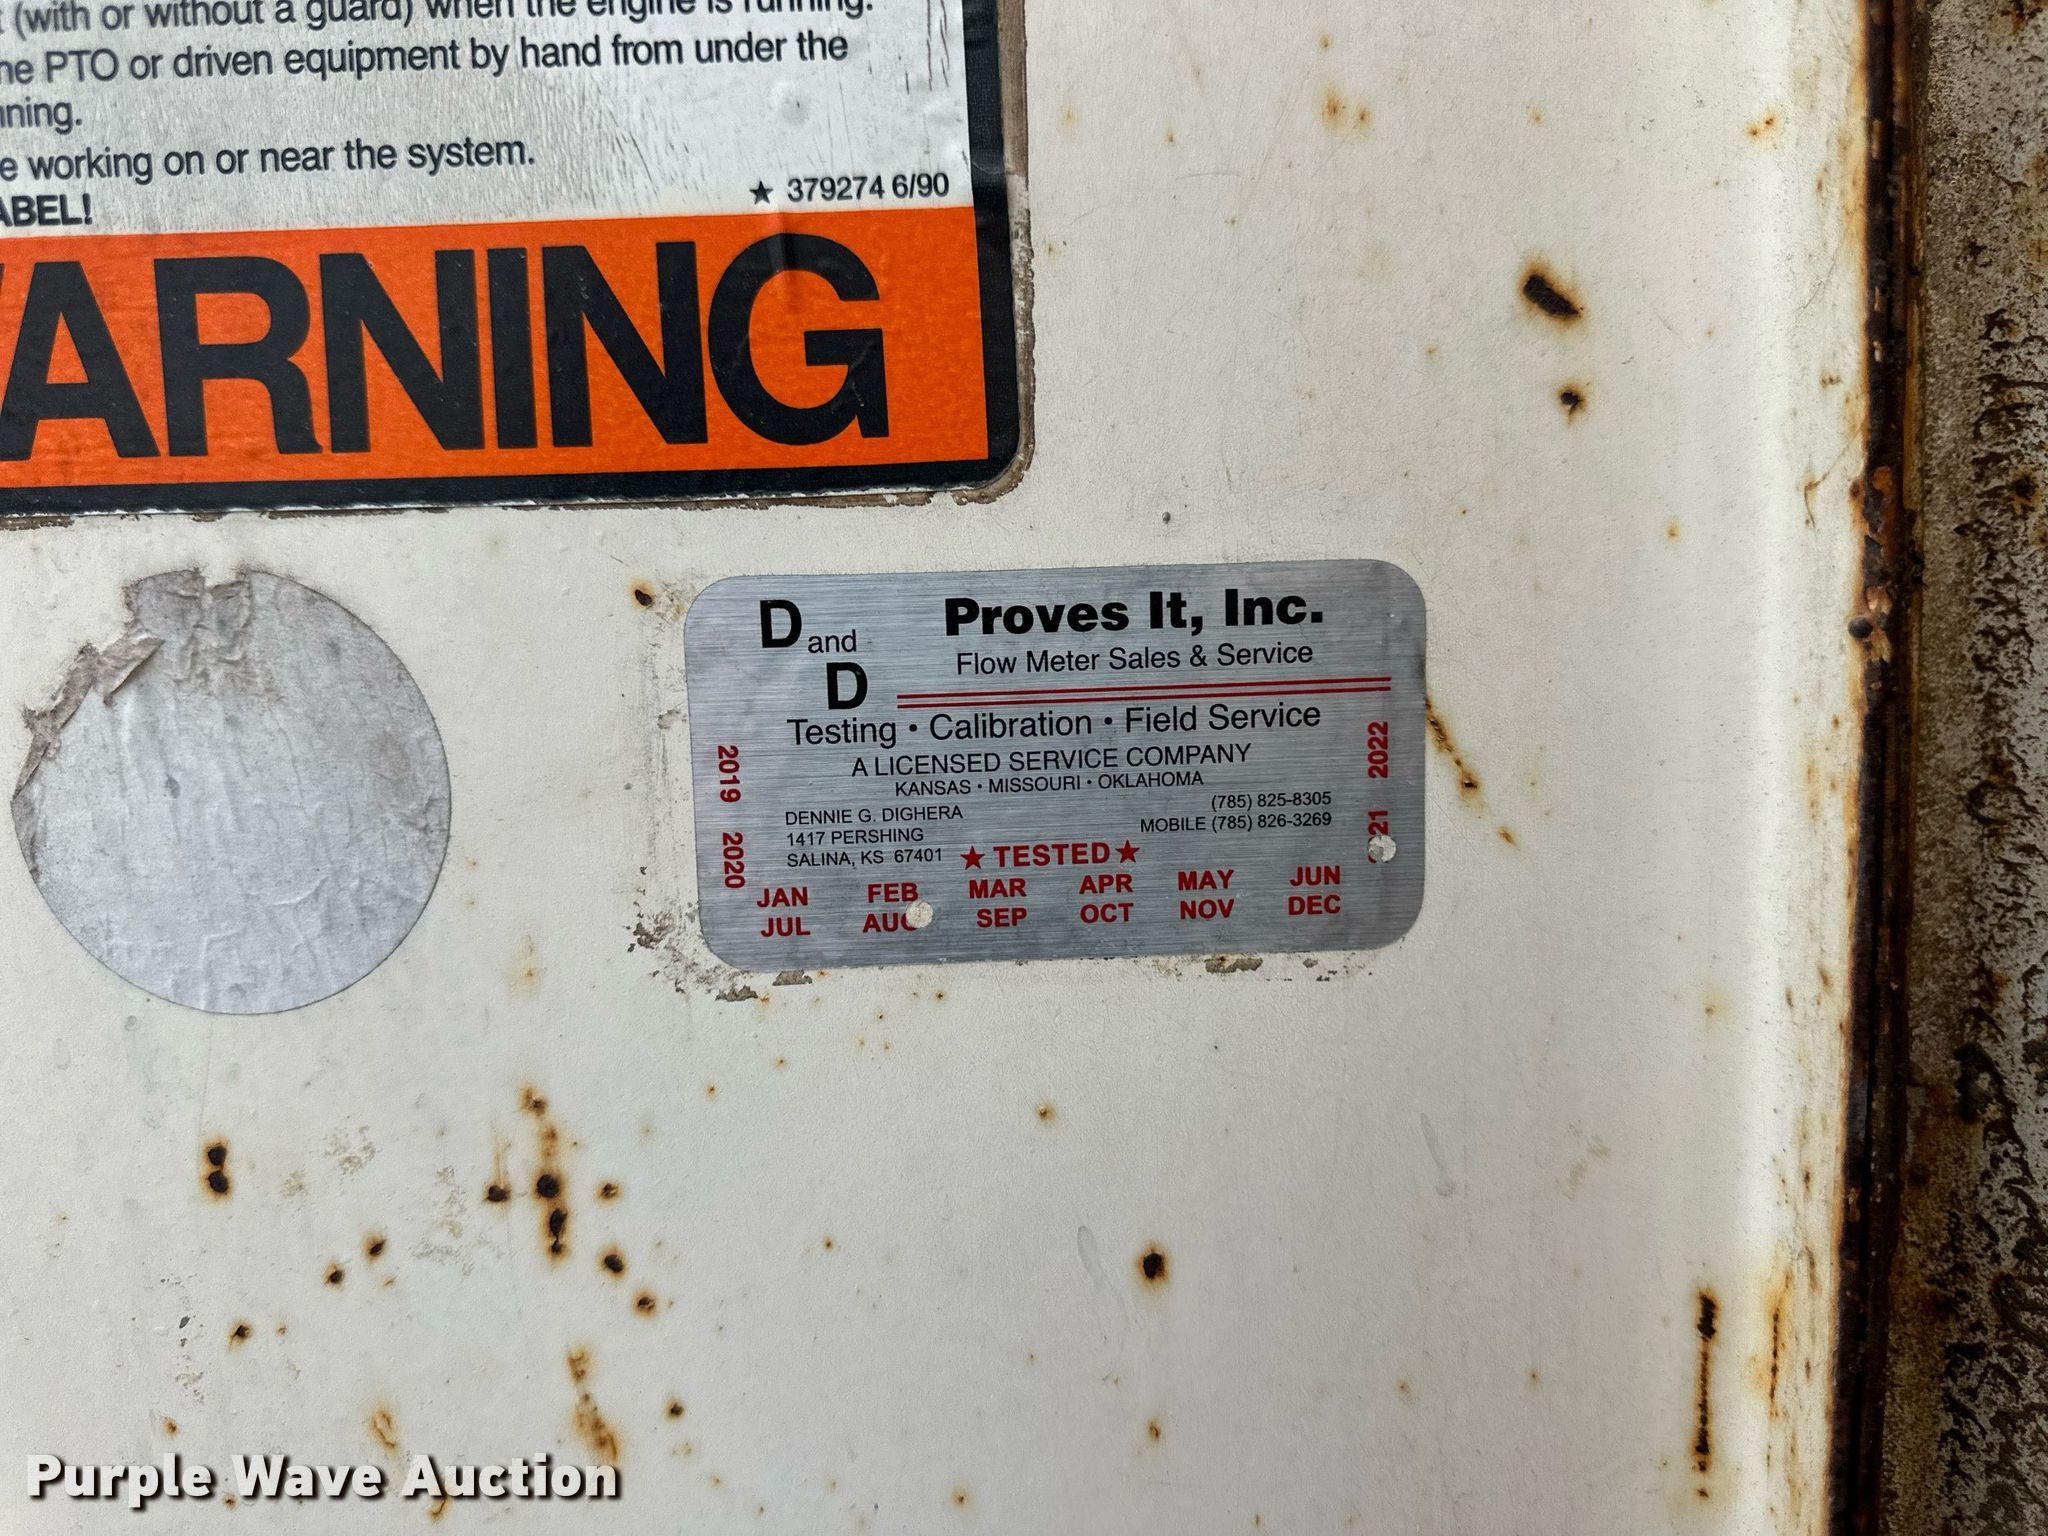 (with or without a guard) when the engine is running.
he PTO or driven equipment by hand from under the
ning.
e working on or near the system.
ABEL!
★ 379274 6/90
WARNING
D and D
Proves It, Inc.
Flow Meter Sales & Service
Testing • Calibration • Field Service
A LICENSED SERVICE COMPANY
KANSAS • MISSOURI • OKLAHOMA
DENNIE G. DIGHERA
1417 PERSHING
SALINA, KS 67401
(785) 825-8305
MOBILE (785) 826-3269
★ TESTED ★
JAN FEB MAR APR MAY JUN
JUL AUG SEP OCT NOV DEC
2019 2020
2021 2022
Purple Wave Auction